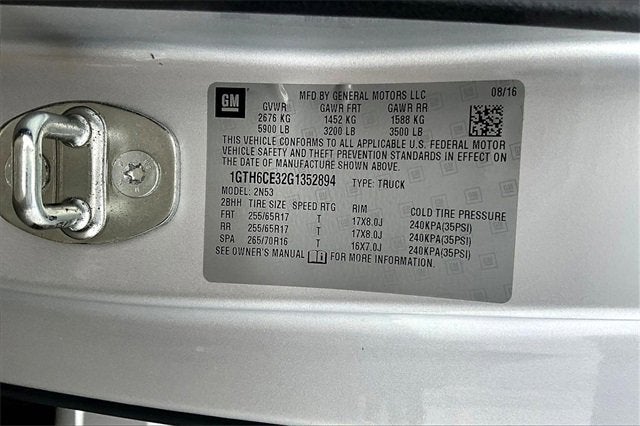 GM
MFD BY GENERAL MOTORS LLC 08/16
GVWR GAWR FRT GAWR RR
2676 KG 1452 KG 1588 KG
5900 LB 3200 LB 3500 LB
THIS VEHICLE CONFORMS TO ALL APPLICABLE U.S. FEDERAL MOTOR
VEHICLE SAFETY AND THEFT PREVENTION STANDARDS IN EFFECT ON
THE DATE OF MANUFACTURE SHOWN ABOVE.
1GTH6CE32G1352894 TYPE: TRUCK
MODEL: 2N53
2BHH TIRE SIZE SPEED RTG RIM COLD TIRE PRESSURE
FRT 255/65R17 T 17X8.0J 240KPA(35PSI)
RR 255/65R17 T 17X8.0J 240KPA(35PSI)
SPA 265/70R16 T 16X7.0J 240KPA(35PSI)
SEE OWNER'S MANUAL FOR MORE INFORMATION.